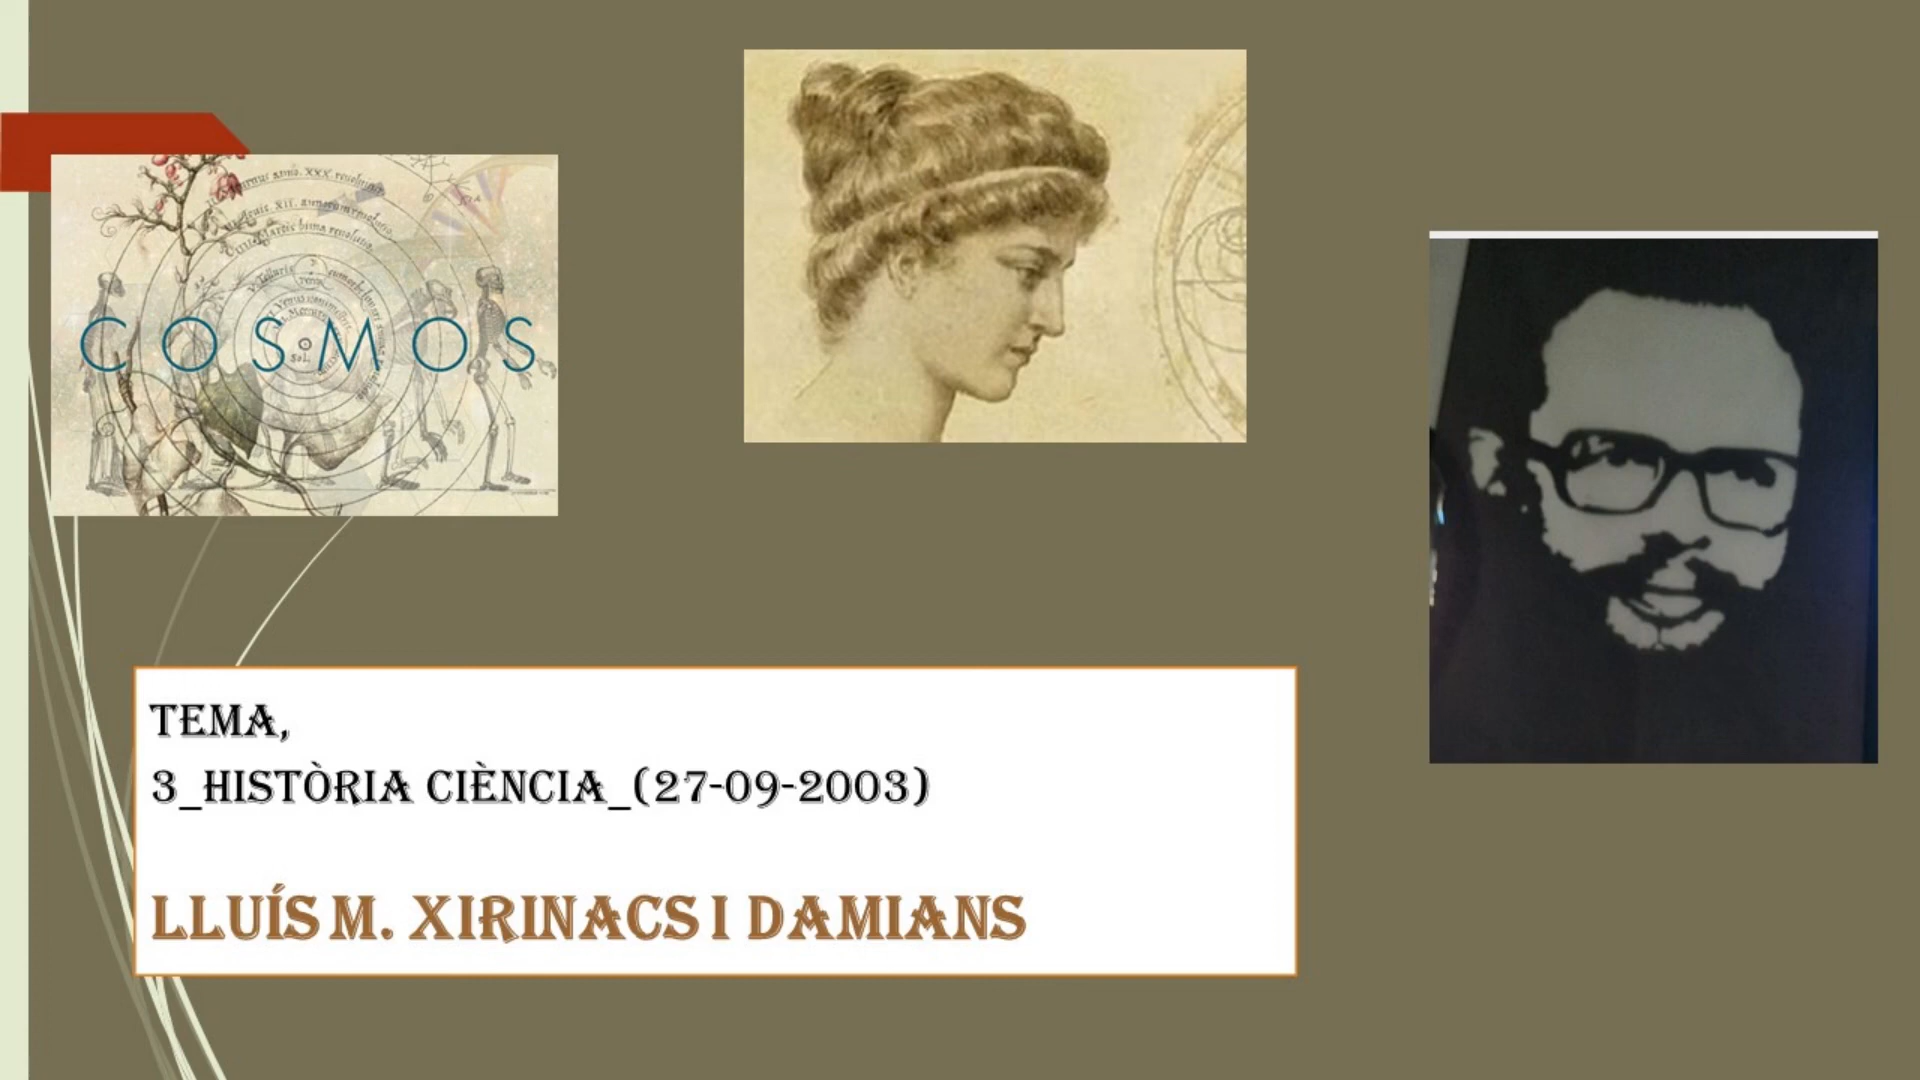 COSMOS
TEMA,
3_HISTÒRIA CIÈNCIA_(27-09-2003)
LLUÍS M. XIRINACS I DAMIANS